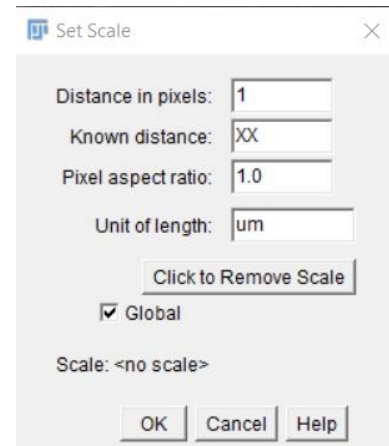 Set Scale
Distance in pixels: 1
Known distance: XX
Pixel aspect ratio: 1.0
Unit of length: um
Click to Remove Scale
Global
Scale: <no scale>
OK Cancel Help